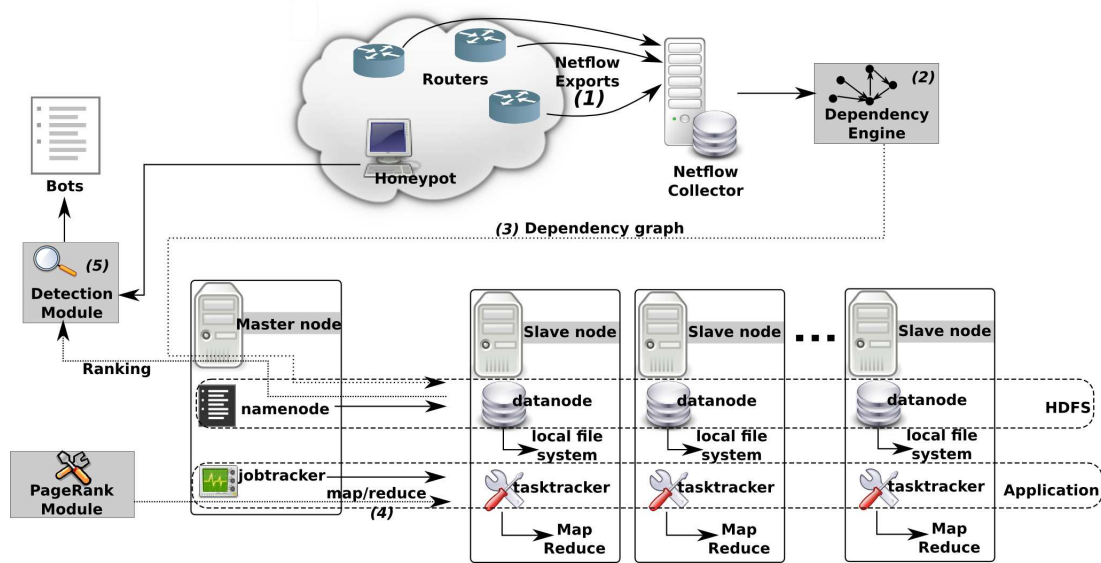 Routers
Netflow
Exports
(1)
(2)
Dependency
Engine
Honeypot
Netflow
Collector
Bots
(3) Dependency graph
(5)
Detection
Module
Master node
Slave node
Slave node
Slave node
Ranking
namenode
datanode
datanode
datanode
HDFS
local file
system
local file
system
local file
system
PageRank
Module
jobtracker
map/reduce
(4)
tasktracker
tasktracker
tasktracker
Application
Map
Reduce
Map
Reduce
Map
Reduce